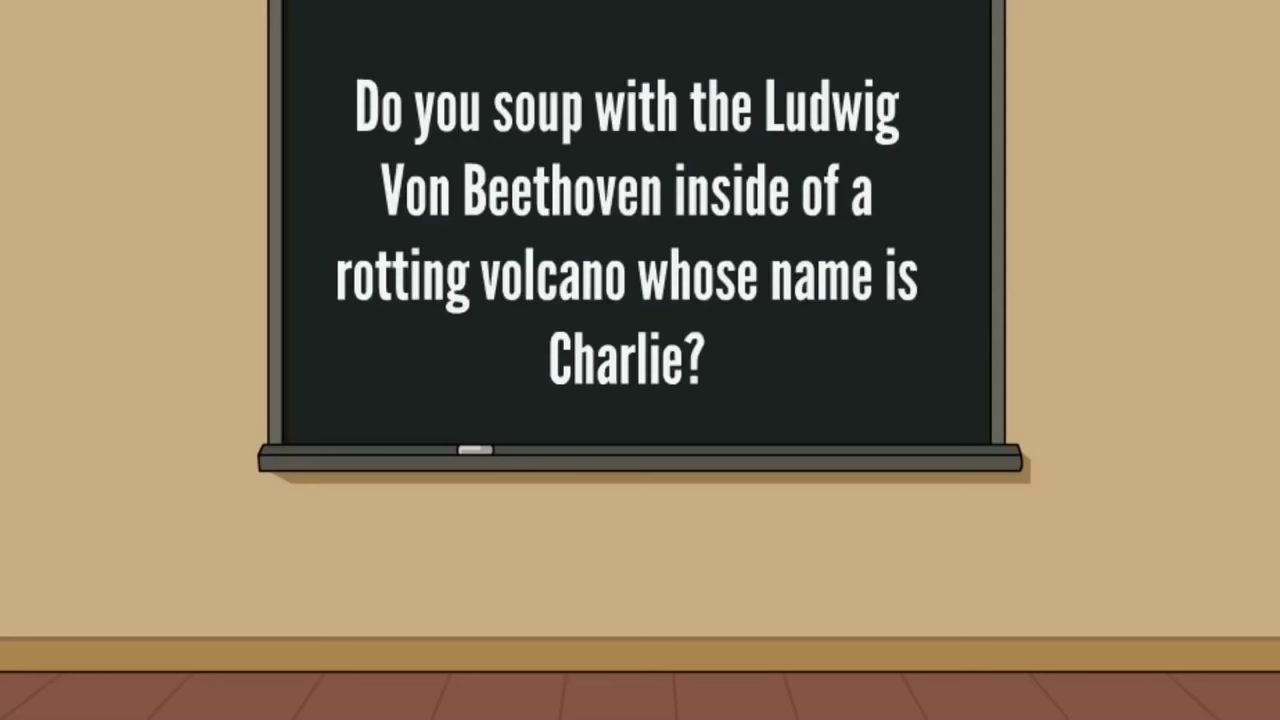 Do you soup with the Ludwig
Von Beethoven inside of a
rotting volcano whose name is
Charlie?